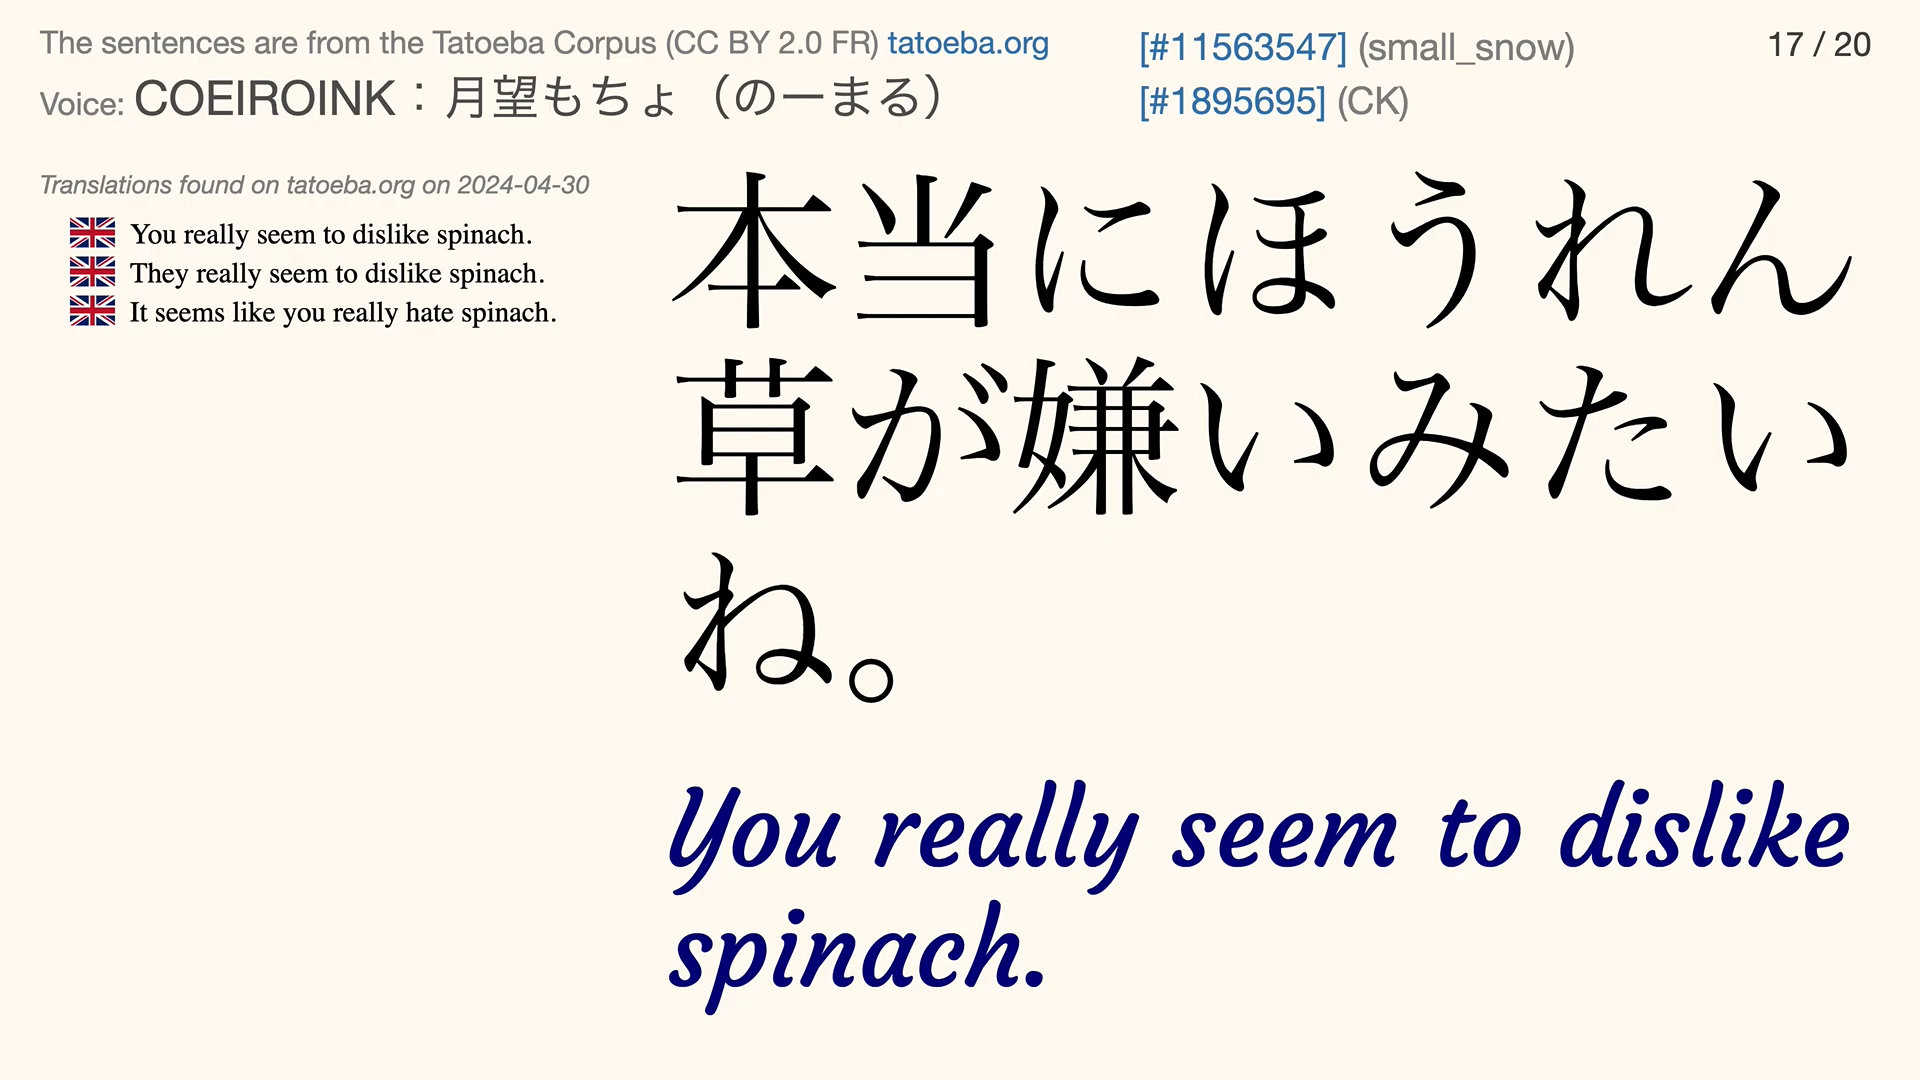 The sentences are from the Tatoeba Corpus (CC BY 2.0 FR) tatoeba.org
Voice: COEIROINK：月望もちょ（のーまる）
[#11563547] (small_snow)
[#1895695] (CK)
17 / 20
Translations found on tatoeba.org on 2024-04-30
You really seem to dislike spinach.
They really seem to dislike spinach.
It seems like you really hate spinach.
本当にほうれん
草が嫌いみたい
ね。
You really seem to dislike
spinach.